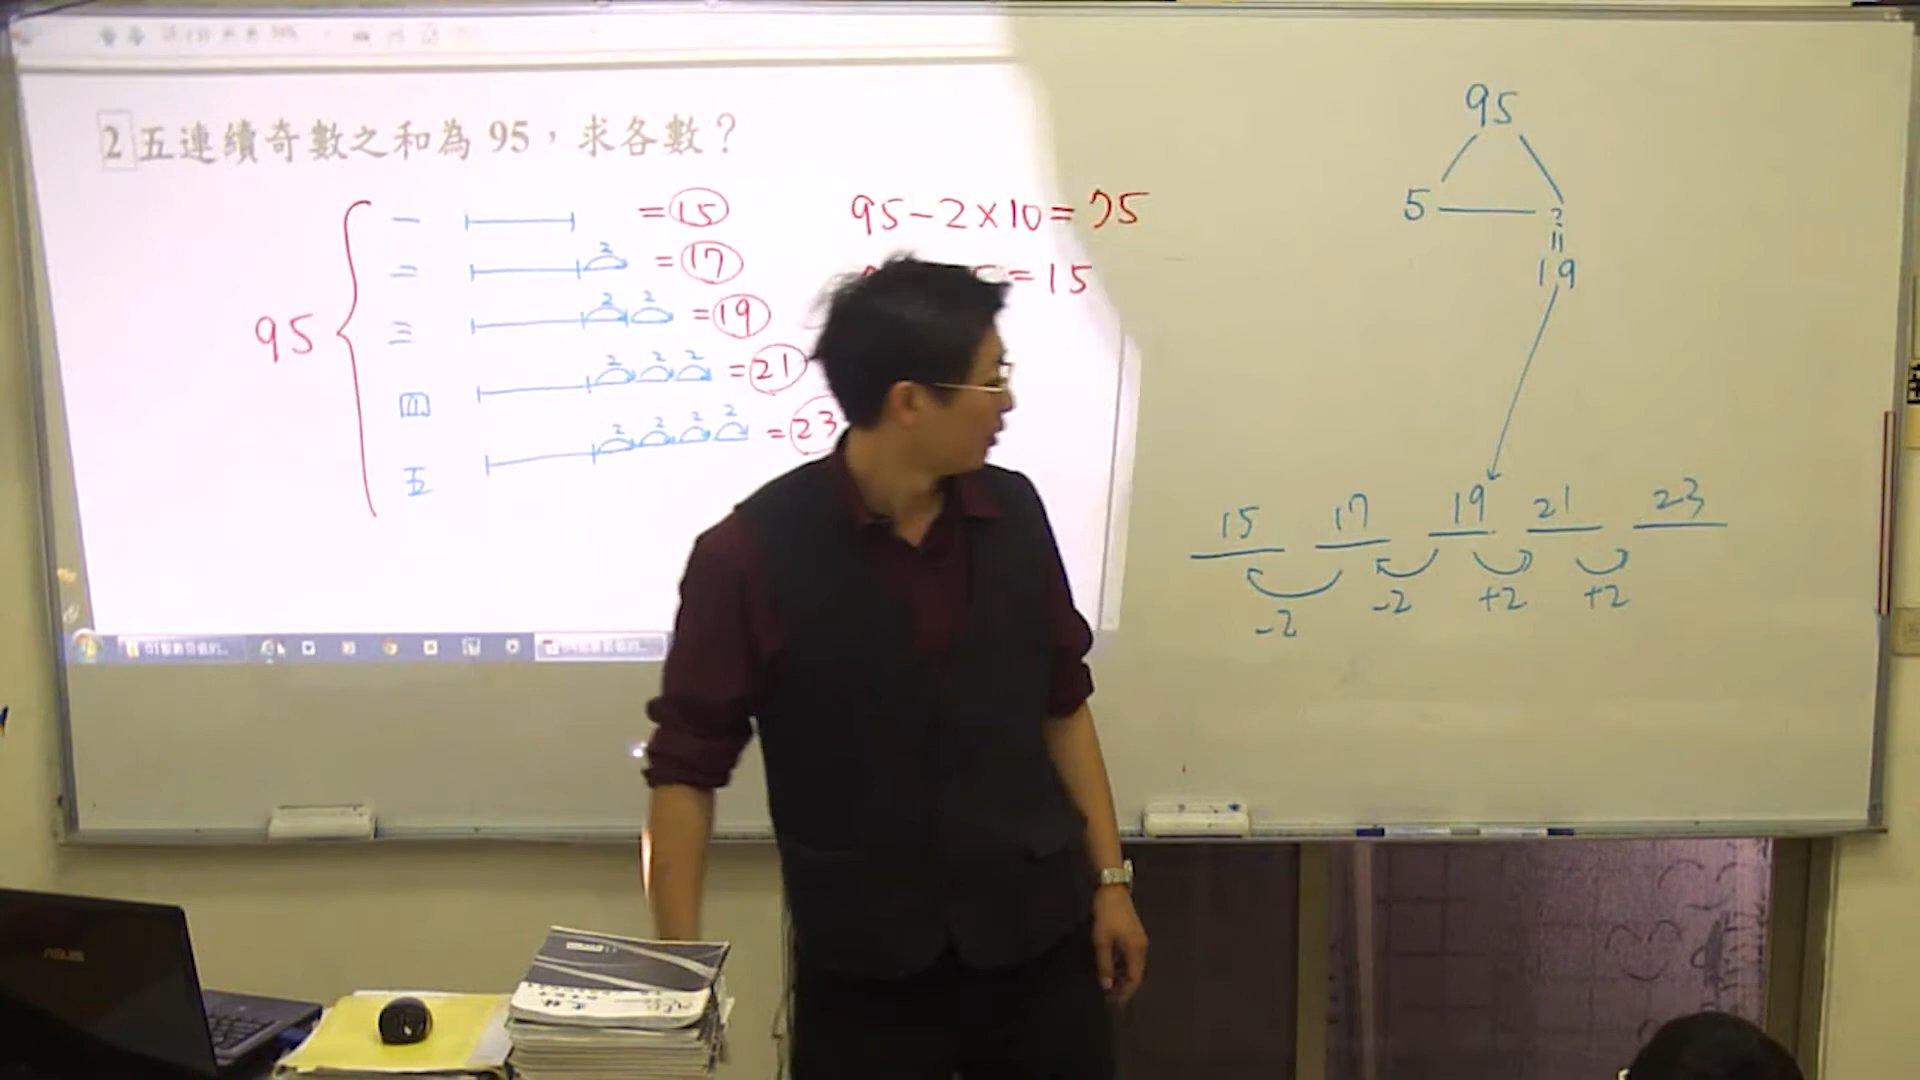 2 五連續奇數之和為 95，求各數？
95
一 = 15
二 2 = 17
三 2 2 = 19
四 2 2 2 = 21
五 2 2 2 2 = 23
95-2×10=75
5=15
95
5 ?
=
19
15 17 19 21 23
-2 -2 +2 +2
ASUS